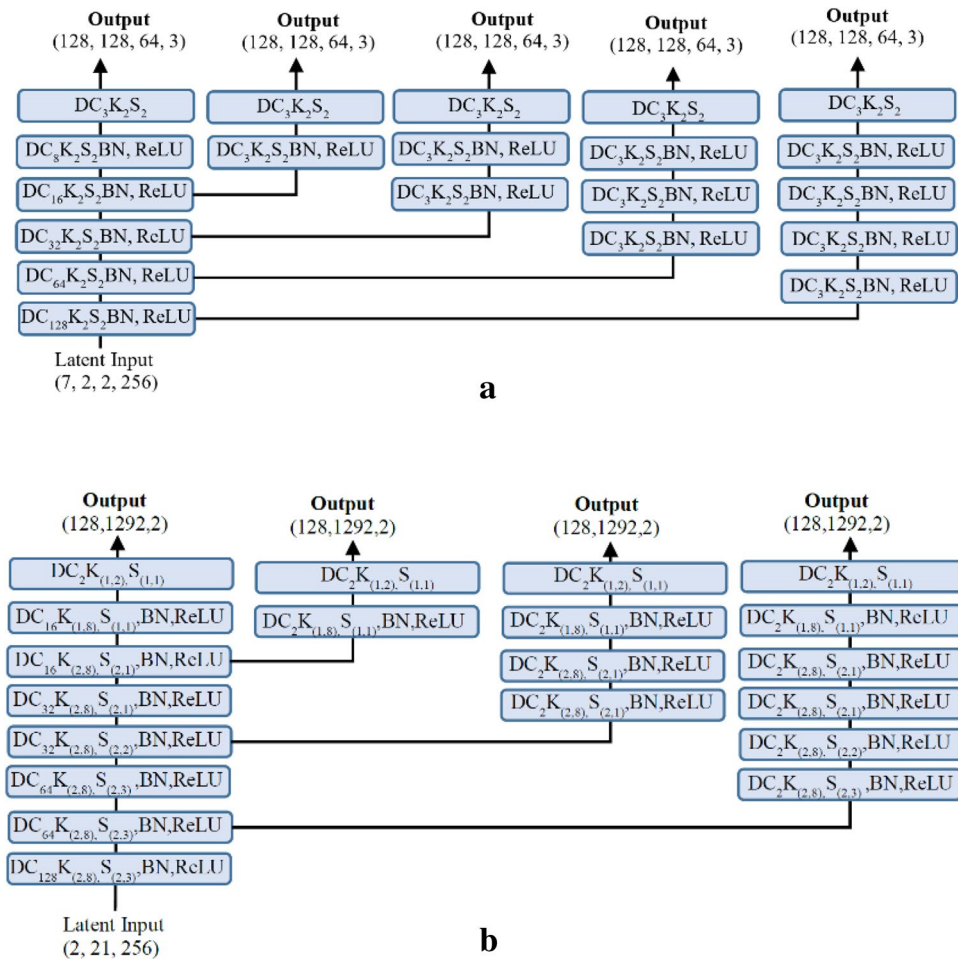 Output
(128, 128, 64, 3)
DC3K2S2
DC8K2S2BN, ReLU
DC16K2S2BN, ReLU
DC32K2S2BN, ReLU
DC64K2S2BN, ReLU
DC128K2S2BN, ReLU
Latent Input
(7, 2, 2, 256)
Output
(128, 128, 64, 3)
DC3K2S2
DC3K2S2BN, ReLU
Output
(128, 128, 64, 3)
DC3K2S2
DC3K2S2BN, ReLU
DC3K2S2BN, ReLU
Output
(128, 128, 64, 3)
DC3K2S2
DC3K2S2BN, ReLU
DC3K2S2BN, ReLU
DC3K2S2BN, ReLU
Output
(128, 128, 64, 3)
DC3K2S2
DC3K2S2BN, ReLU
DC3K2S2BN, ReLU
DC3K2S2BN, ReLU
DC3K2S2BN, ReLU
a
Output
(128,1292,2)
DC2K(1,2),S(1,1)
DC16K(1,8),S(1,1),BN,ReLU
DC16K(2,8),S(2,1),BN,ReLU
DC32K(2,8),S(2,1),BN,ReLU
DC32K(2,8),S(2,2),BN,ReLU
DC64K(2,8),S(2,3),BN,ReLU
DC64K(2,8),S(2,3),BN,ReLU
DC128K(2,8),S(2,3),BN,ReLU
Latent Input
(2, 21, 256)
Output
(128,1292,2)
DC2K(1,2),S(1,1)
DC2K(1,8),S(1,1),BN,ReLU
Output
(128,1292,2)
DC2K(1,2),S(1,1)
DC2K(1,8),S(1,1),BN,ReLU
DC2K(2,8),S(2,1),BN,ReLU
DC2K(2,8),S(2,1),BN,ReLU
Output
(128,1292,2)
DC2K(1,2),S(1,1)
DC2K(1,8),S(1,1),BN,ReLU
DC2K(2,8),S(2,1),BN,ReLU
DC2K(2,8),S(2,1),BN,ReLU
DC2K(2,8),S(2,2),BN,ReLU
DC2K(2,8),S(2,3),BN,ReLU
b